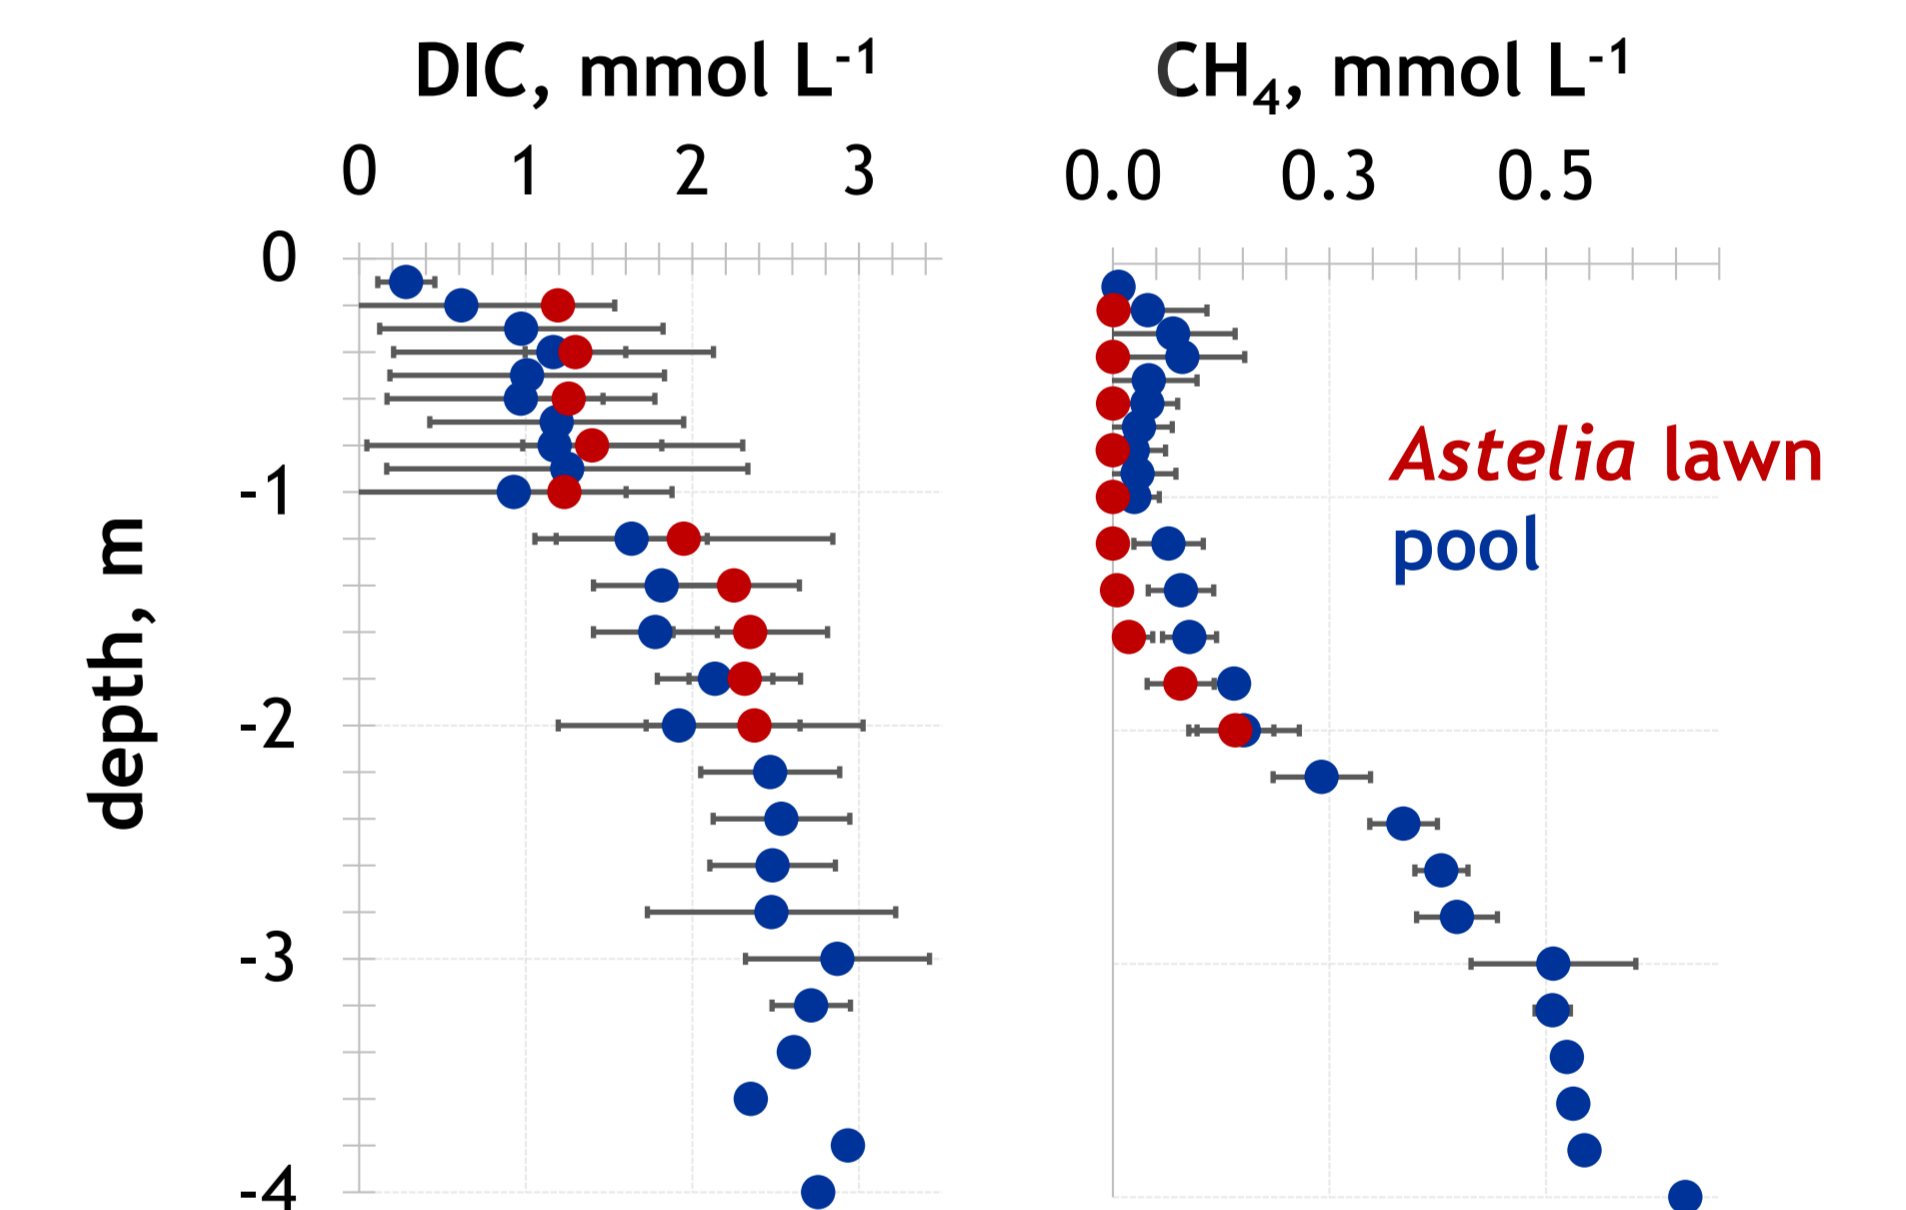 DIC, mmol L-1
CH4, mmol L-1
0 1 2 3
0.0 0.3 0.5
0
-1
-2
-3
-4
depth, m
Astelia lawn
pool